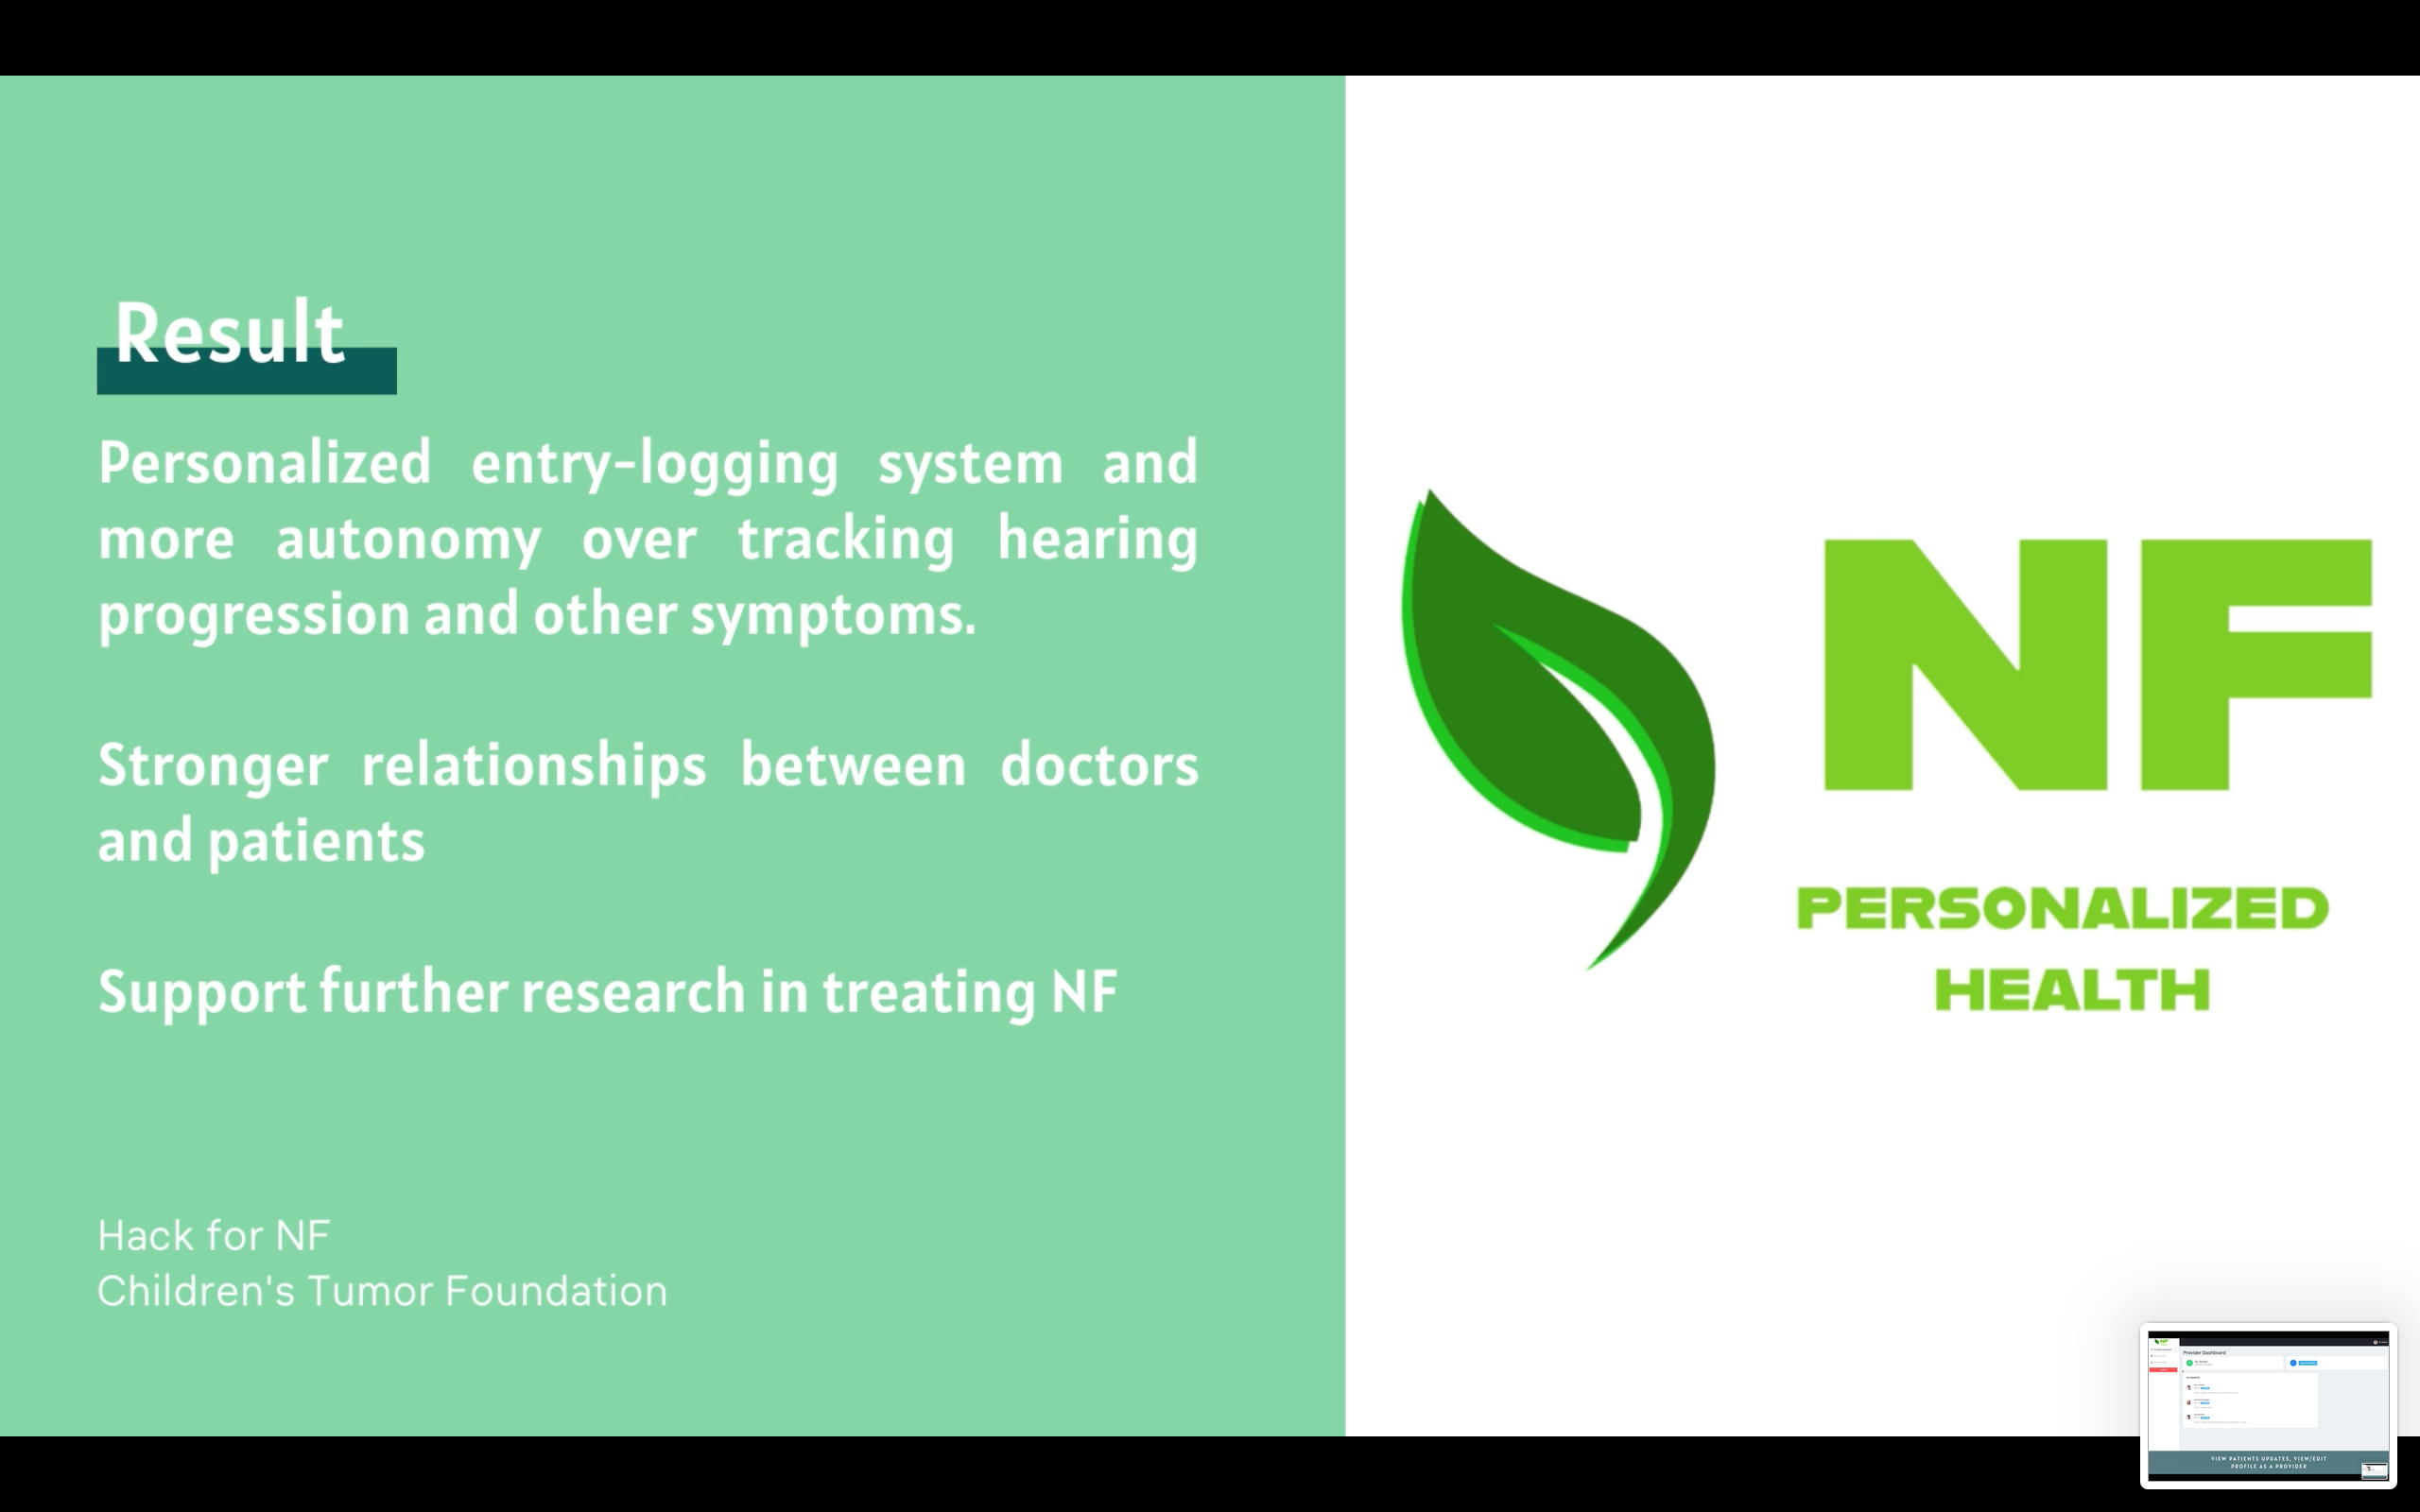 Result
Personalized entry-logging system and
more autonomy over tracking hearing
progression and other symptoms.
Stronger relationships between doctors
and patients
Support further research in treating NF
Hack for NF
Children's Tumor Foundation
NF
PERSONALIZED
HEALTH
Provider Dashboard
VIEW PATIENTS UPDATES, VIEW/EDIT
PROFILE AS A PROVIDER